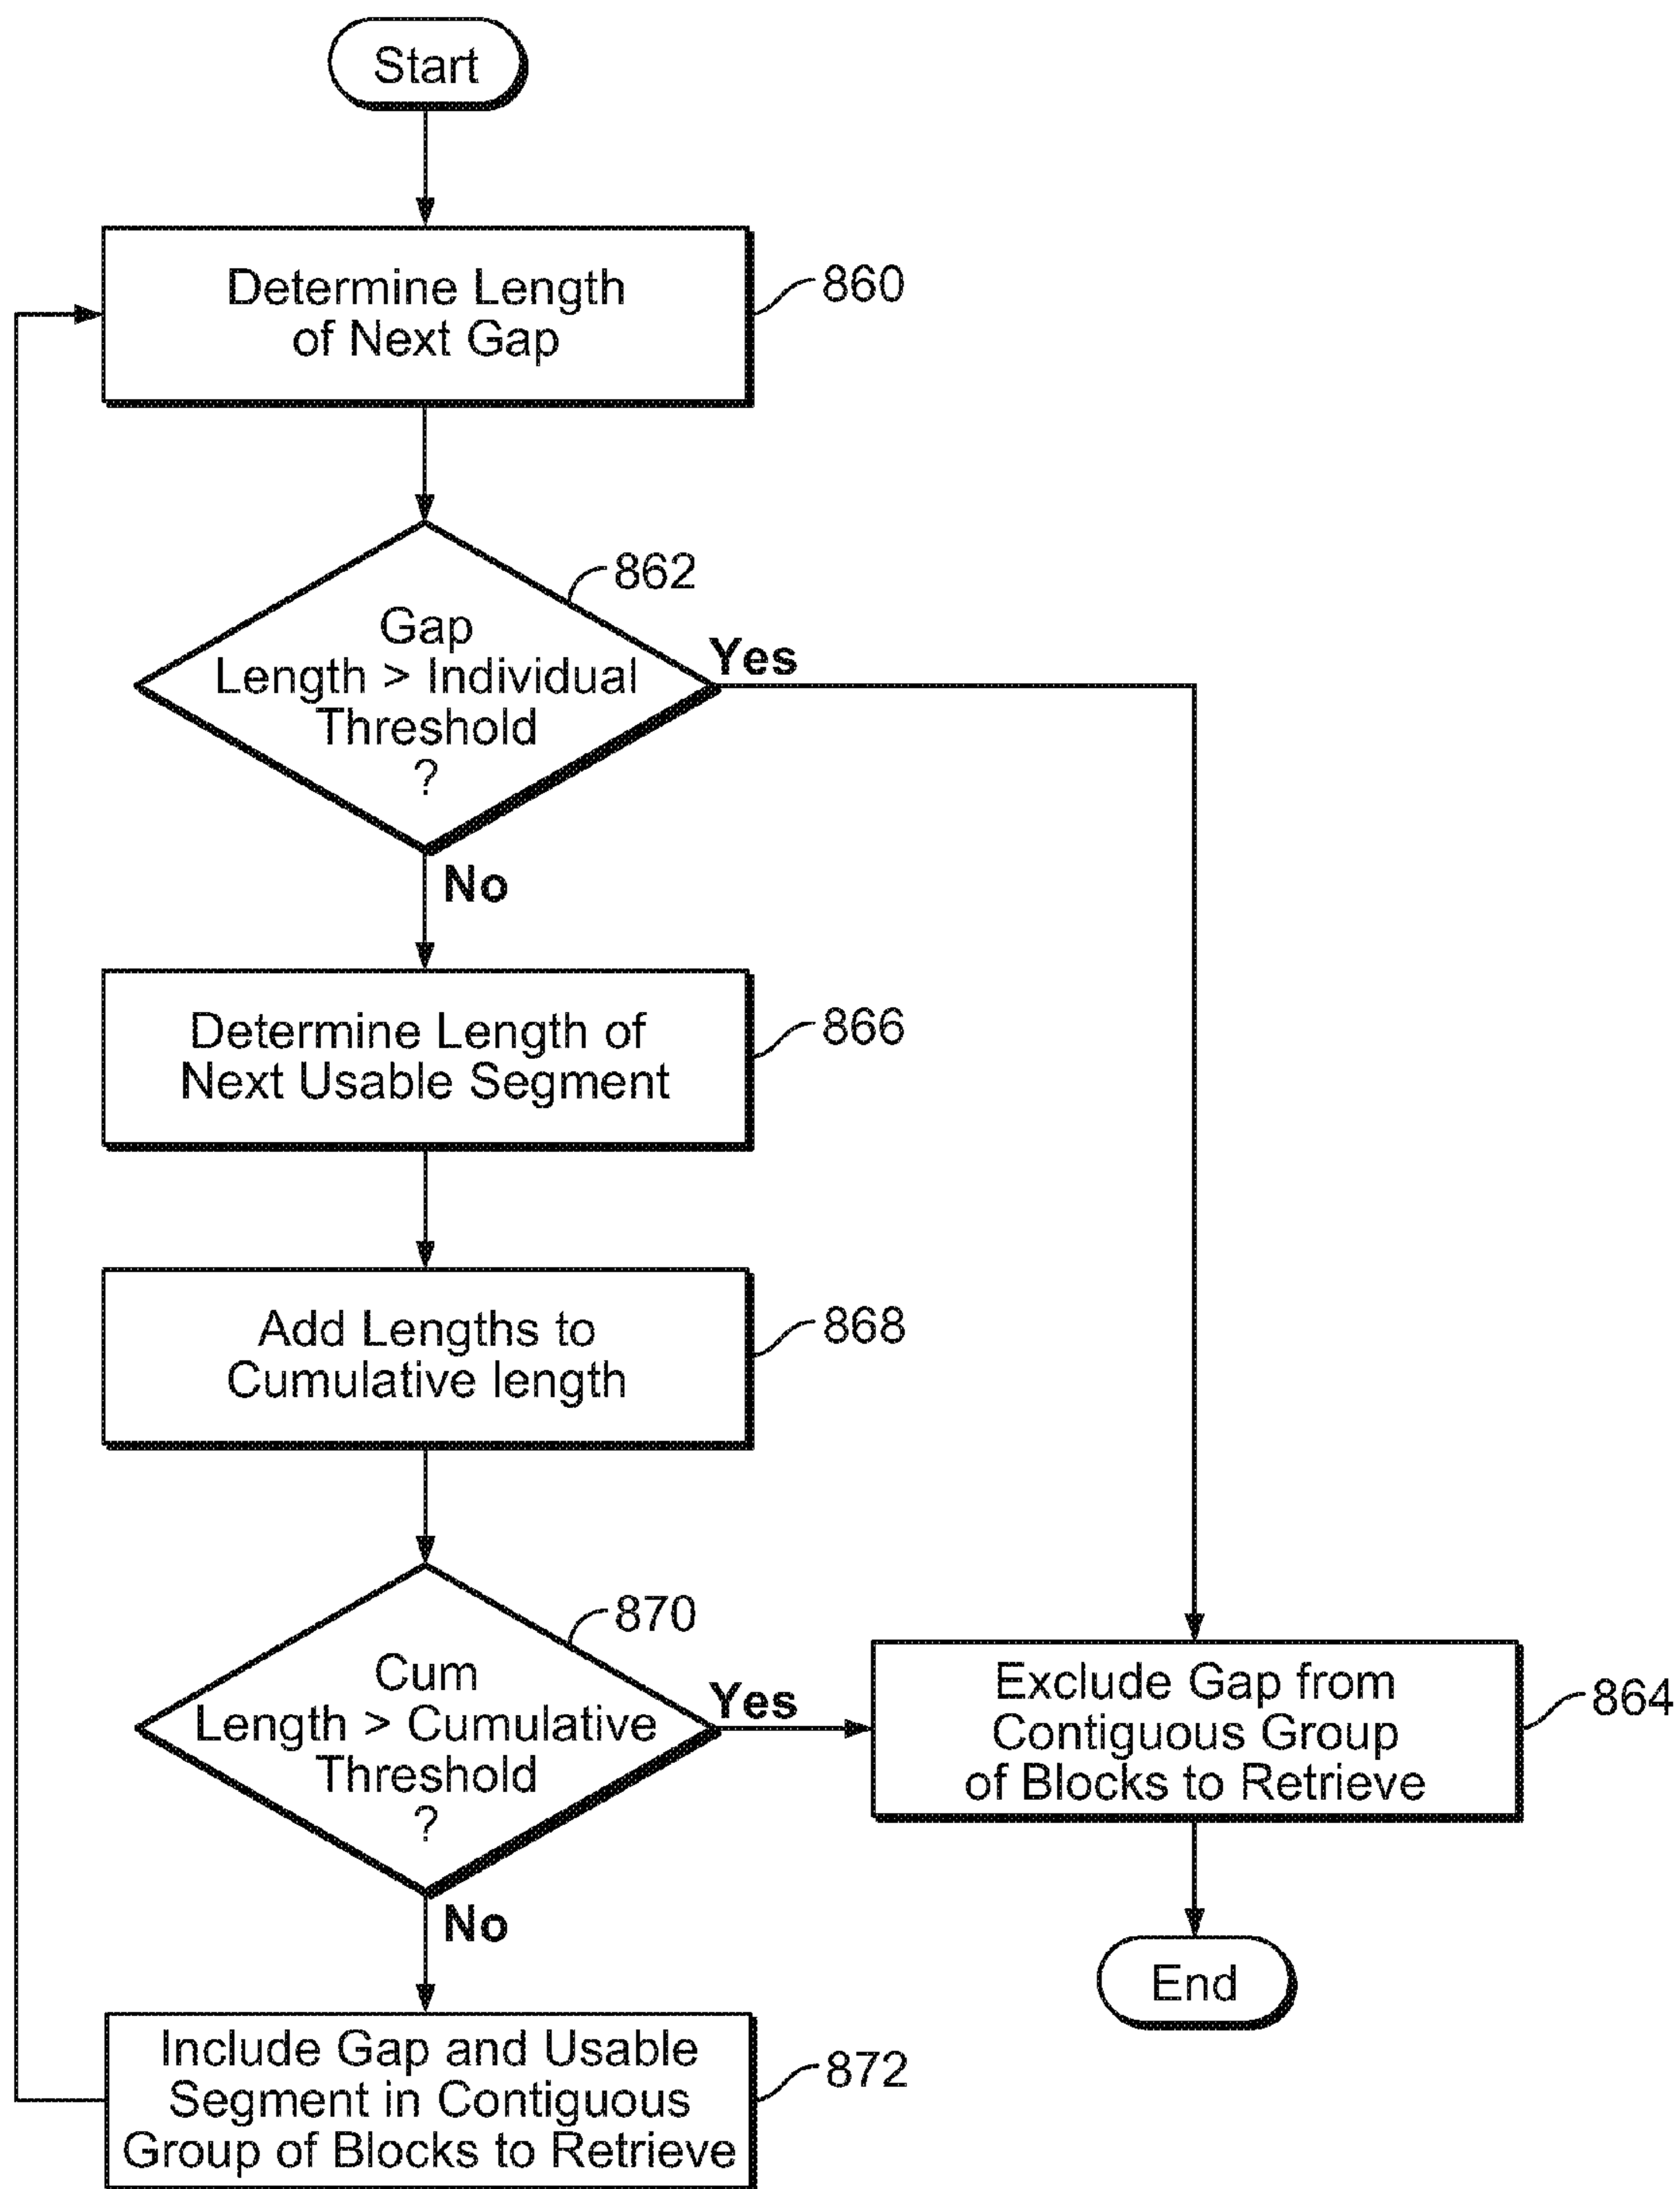 Start
Determine Length
of Next Gap
860
862
Gap
Length > Individual
Threshold
?
Yes
No
Determine Length of
Next Usable Segment
866
Add Lengths to
Cumulative length
868
870
Cum
Length > Cumulative
Threshold
?
Yes
No
Exclude Gap from
Contiguous Group
of Blocks to Retrieve
864
End
Include Gap and Usable
Segment in Contiguous
Group of Blocks to Retrieve
872